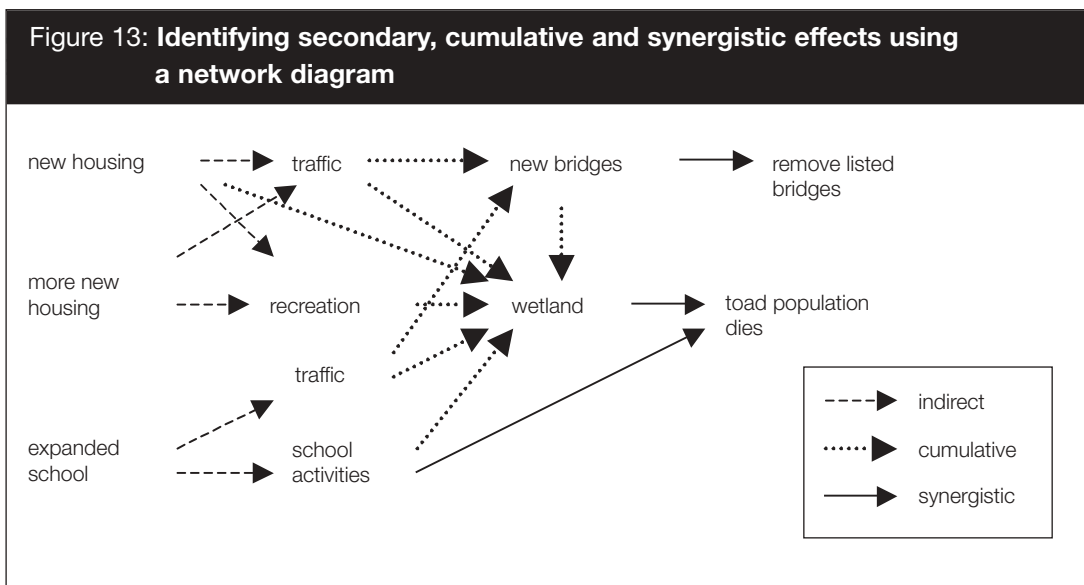 Figure 13: Identifying secondary, cumulative and synergistic effects using
a network diagram
new housing
traffic
new bridges
remove listed
bridges
more new
housing
recreation
wetland
toad population
dies
traffic
expanded
school
school
activities
indirect
cumulative
synergistic